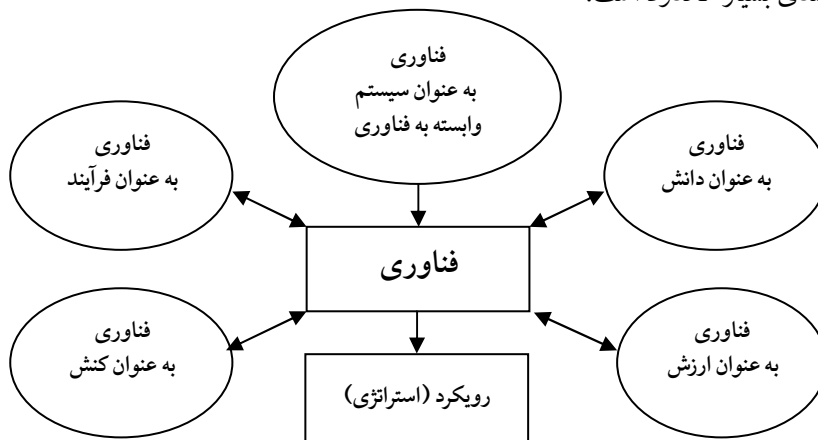 فناوری
به عنوان سیستم
وابسته به فناوری
فناوری
به عنوان دانش
فناوری
به عنوان فرآیند
فناوری
فناوری
به عنوان ارزش
فناوری
به عنوان کنش
رویکرد (استراتژی)